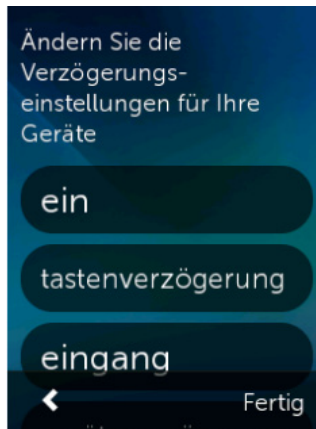 Ändern Sie die
Verzögerungs-
einstellungen für Ihre
Geräte
ein
tastenverzögerung
eingang
Fertig